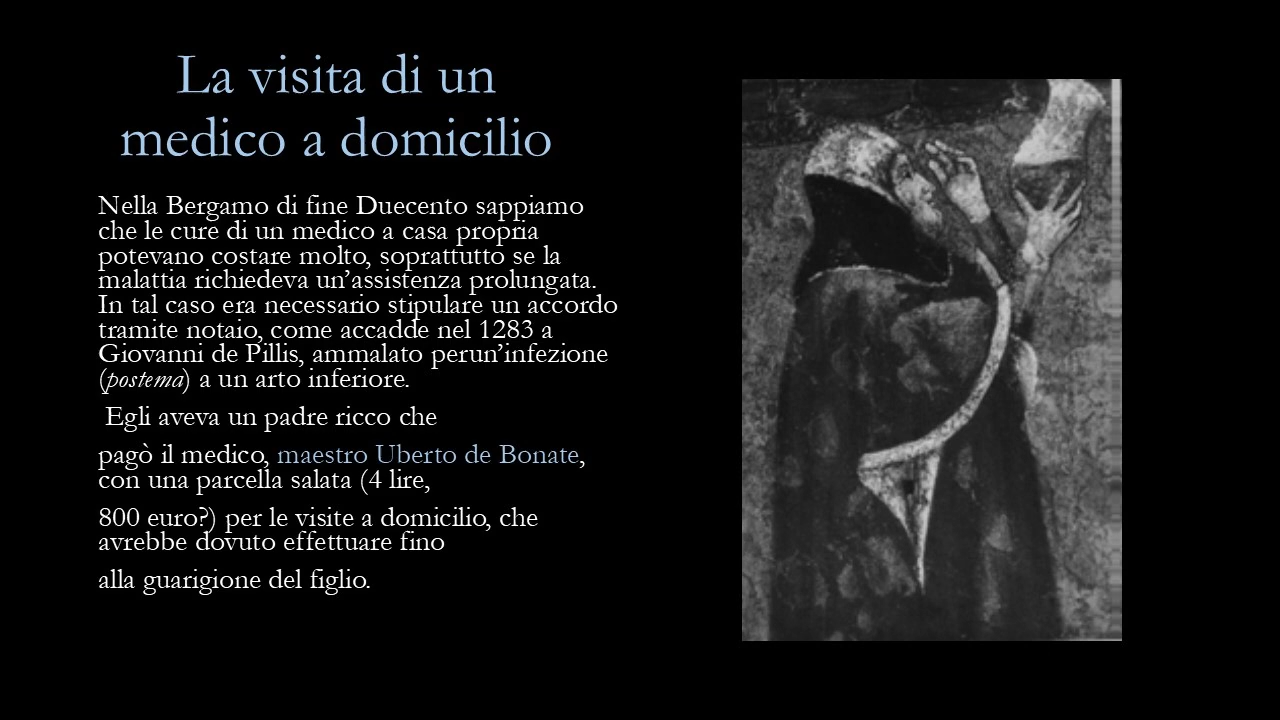 La visita di un
medico a domicilio
Nella Bergamo di fine Duecento sappiamo
che le cure di un medico a casa propria
potevano costare molto, soprattutto se la
malattia richiedeva un’assistenza prolungata.
In tal caso era necessario stipulare un accordo
tramite notaio, come accadde nel 1283 a
Giovanni de Pillis, ammalato perun’infezione
(postema) a un arto inferiore.
Egli aveva un padre ricco che
pagò il medico, maestro Uberto de Bonate,
con una parcella salata (4 lire,
800 euro?) per le visite a domicilio, che
avrebbe dovuto effettuare fino
alla guarigione del figlio.